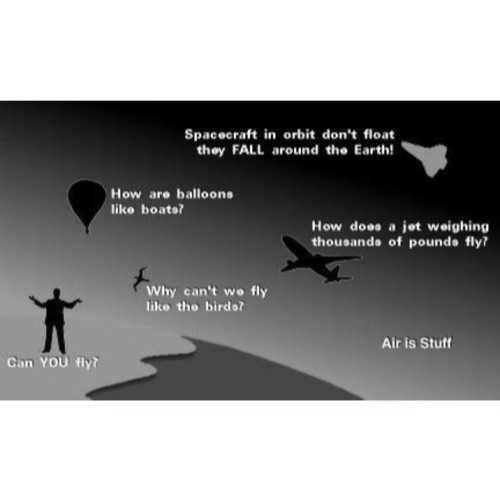 Spacecraft in orbit don't float
they FALL around the Earth!
How are balloons
like boats?
How does a jet weighing
thousands of pounds fly?
Why can't we fly
like the birds?
Air is Stuff
Can YOU fly?